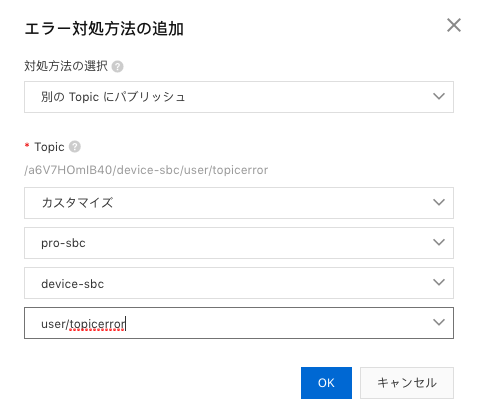 エラー対処方法の追加
対処方法の選択
別の Topic にパブリッシュ
* Topic
/a6V7HOmIB40/device-sbc/user/topicerror
カスタマイズ
pro-sbc
device-sbc
user/topicerror
OK キャンセル